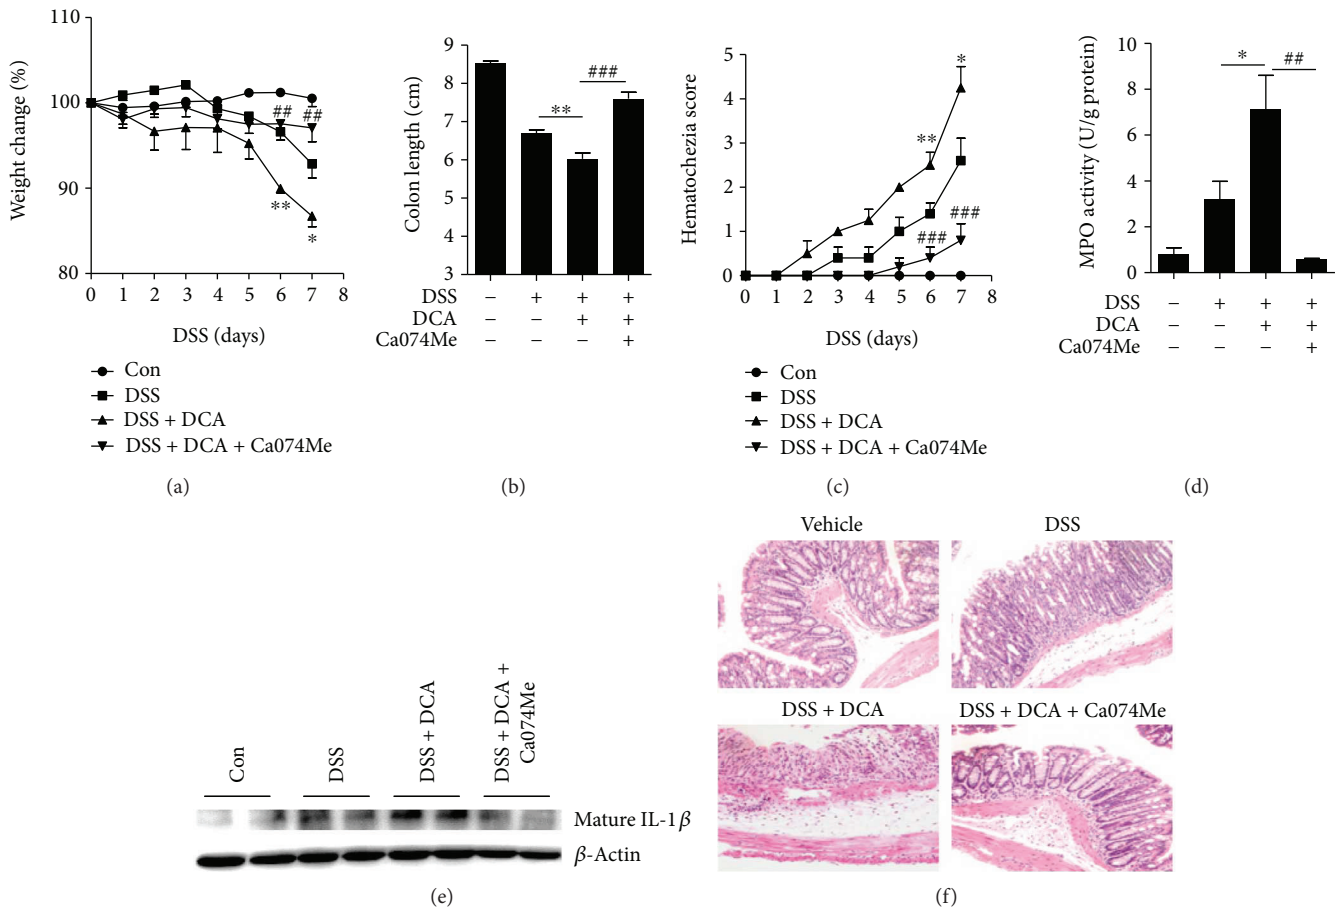 110
100
90
80
Weight change (%)
##
##
**
*
0 1 2 3 4 5 6 7 8
DSS (days)
Con
DSS
DSS + DCA
DSS + DCA + Ca074Me
(a)
9
8
7
6
5
4
3
Colon length (cm)
**
###
DSS − + + +
DCA − − + +
Ca074Me − − − +
(b)
5
4
3
2
1
0
Hematochezia score
*
**
###
###
0 1 2 3 4 5 6 7 8
DSS (days)
Con
DSS
DSS + DCA
DSS + DCA + Ca074Me
(c)
10
8
6
4
2
0
MPO activity (U/g protein)
*
##
DSS − + + +
DCA − − + +
Ca074Me − − − +
(d)
Con
DSS
DSS + DCA
DSS + DCA +
Ca074Me
Mature IL-1β
β-Actin
(e)
Vehicle
DSS
DSS + DCA
DSS + DCA + Ca074Me
(f)